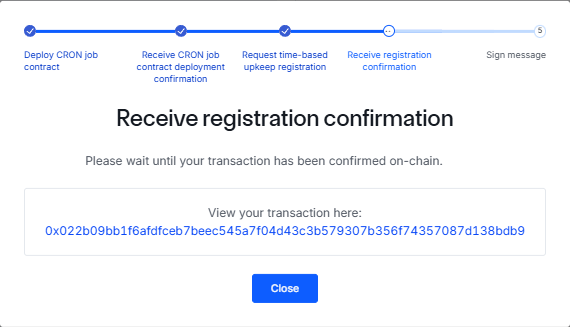 5
Deploy CRON job
contract
Receive CRON job
contract deployment
confirmation
Request time-based
upkeep registration
Receive registration
confirmation
Sign message
Receive registration confirmation
Please wait until your transaction has been confirmed on-chain.
View your transaction here:
0x022b09bb1f6afdfceb7beec545a7f04d43c3b579307b356f74357087d138bdb9
Close